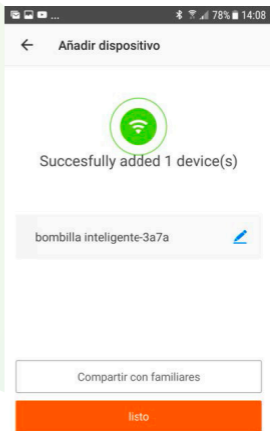 ... 78% 14:08
Añadir dispositivo
Succesfully added 1 device(s)
bombilla inteligente-3a7a
Compartir con familiares
listo